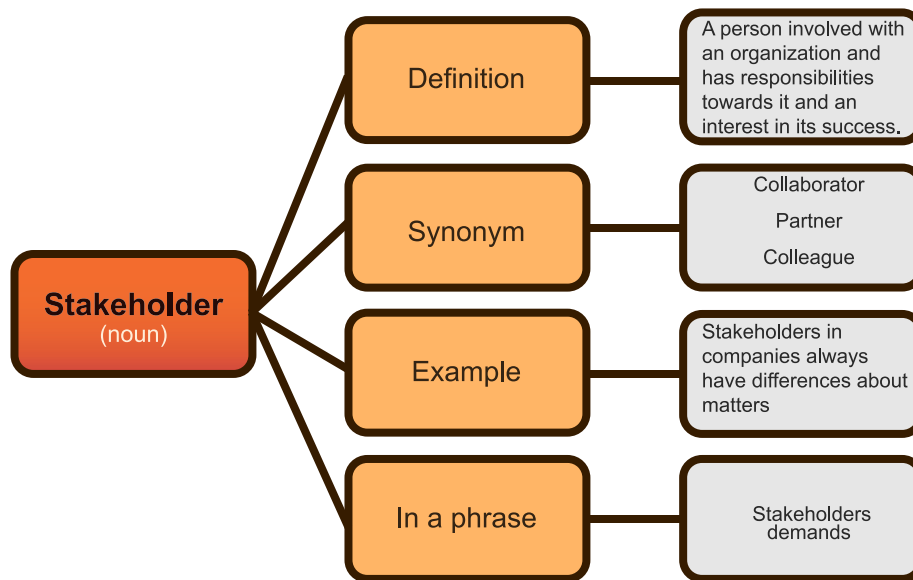 Stakeholder
(noun)
Definition
A person involved with
an organization and
has responsibilities
towards it and an
interest in its success.
Synonym
Collaborator
Partner
Colleague
Example
Stakeholders in
companies always
have differences about
matters
In a phrase
Stakeholders
demands